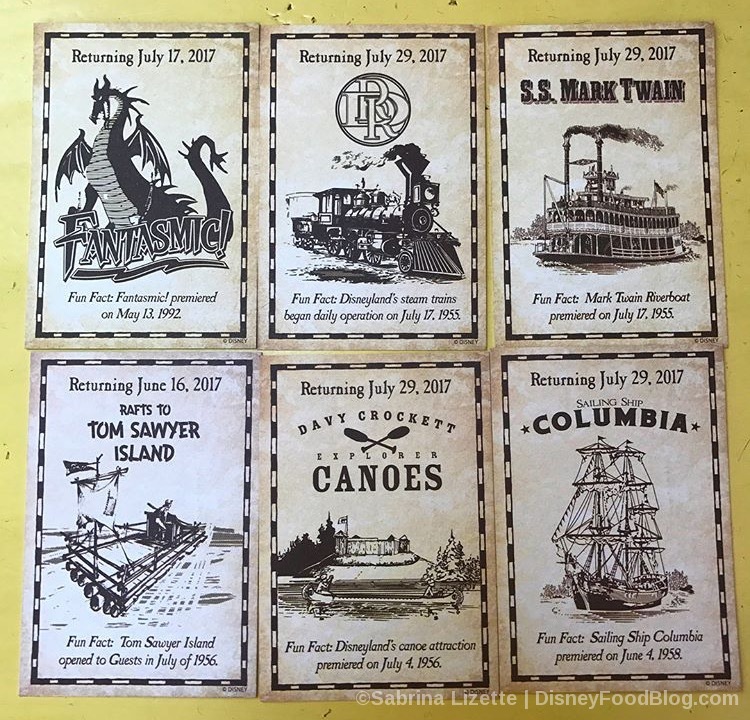 Returning July 17, 2017
FANTASMIC!
Fun Fact: Fantasmic! premiered
on May 13, 1992.
© DISNEY
Returning July 29, 2017
DRR
Fun Fact: Disneyland's steam trains
began daily operation on July 17, 1955.
© DISNEY
Returning July 29, 2017
S.S. MARK TWAIN
Fun Fact: Mark Twain Riverboat
premiered on July 17, 1955.
© DISNEY
Returning June 16, 2017
RAFTS TO
TOM SAWYER
ISLAND
Fun Fact: Tom Sawyer Island
opened to Guests in July of 1956.
© DISNEY
Returning July 29, 2017
DAVY CROCKETT
EXPLORER
CANOES
Fun Fact: Disneyland's canoe attraction
premiered on July 4, 1956.
© DISNEY
Returning July 29, 2017
SAILING SHIP
COLUMBIA
Fun Fact: Sailing Ship Columbia
premiered on June 4, 1958.
©Sabrina Lizette | DisneyFoodBlog.com